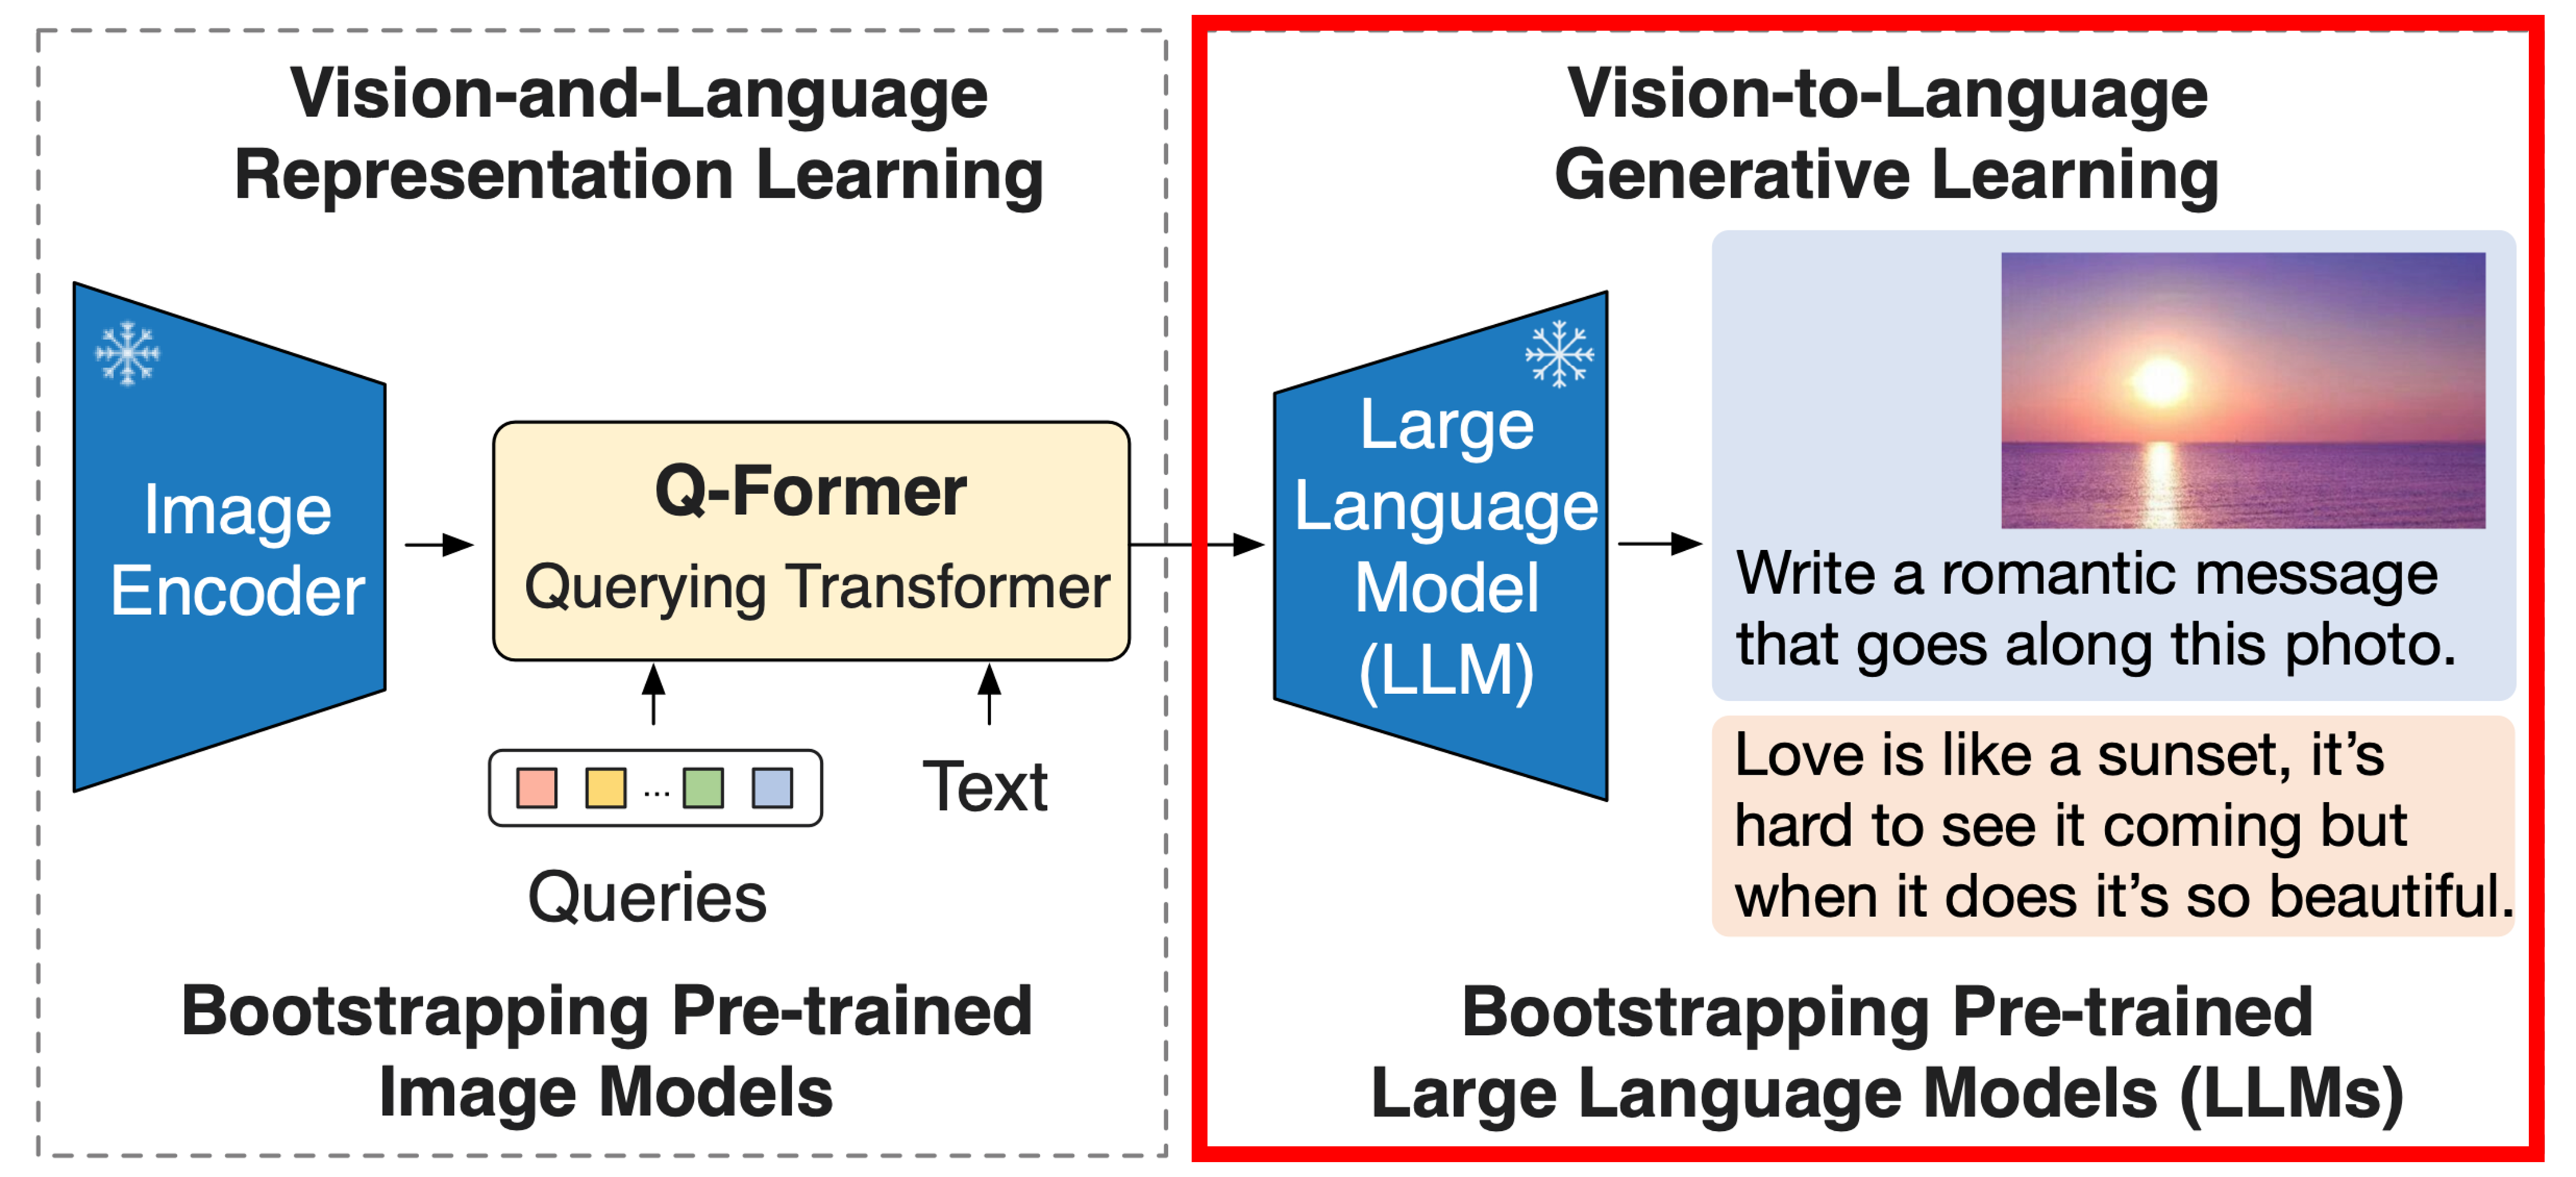 Vision-and-Language
Representation Learning
Image
Encoder
Q-Former
Querying Transformer
...
Queries
Text
Bootstrapping Pre-trained
Image Models
Vision-to-Language
Generative Learning
Large
Language
Model
(LLM)
Write a romantic message
that goes along this photo.
Love is like a sunset, it’s
hard to see it coming but
when it does it’s so beautiful.
Bootstrapping Pre-trained
Large Language Models (LLMs)